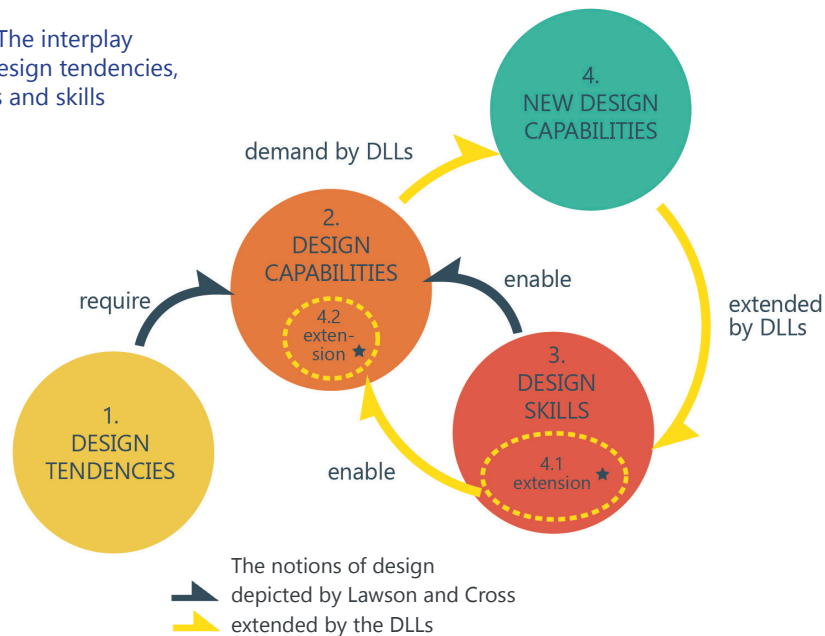 The interplay
esign tendencies,
s and skills
4.
NEW DESIGN
CAPABILITIES
demand by DLLs
2.
DESIGN
CAPABILITIES
4.2
exten-
sion
require
enable
extended
by DLLs
3.
DESIGN
SKILLS
4.1
extension
1.
DESIGN
TENDENCIES
enable
The notions of design
depicted by Lawson and Cross
extended by the DLLs